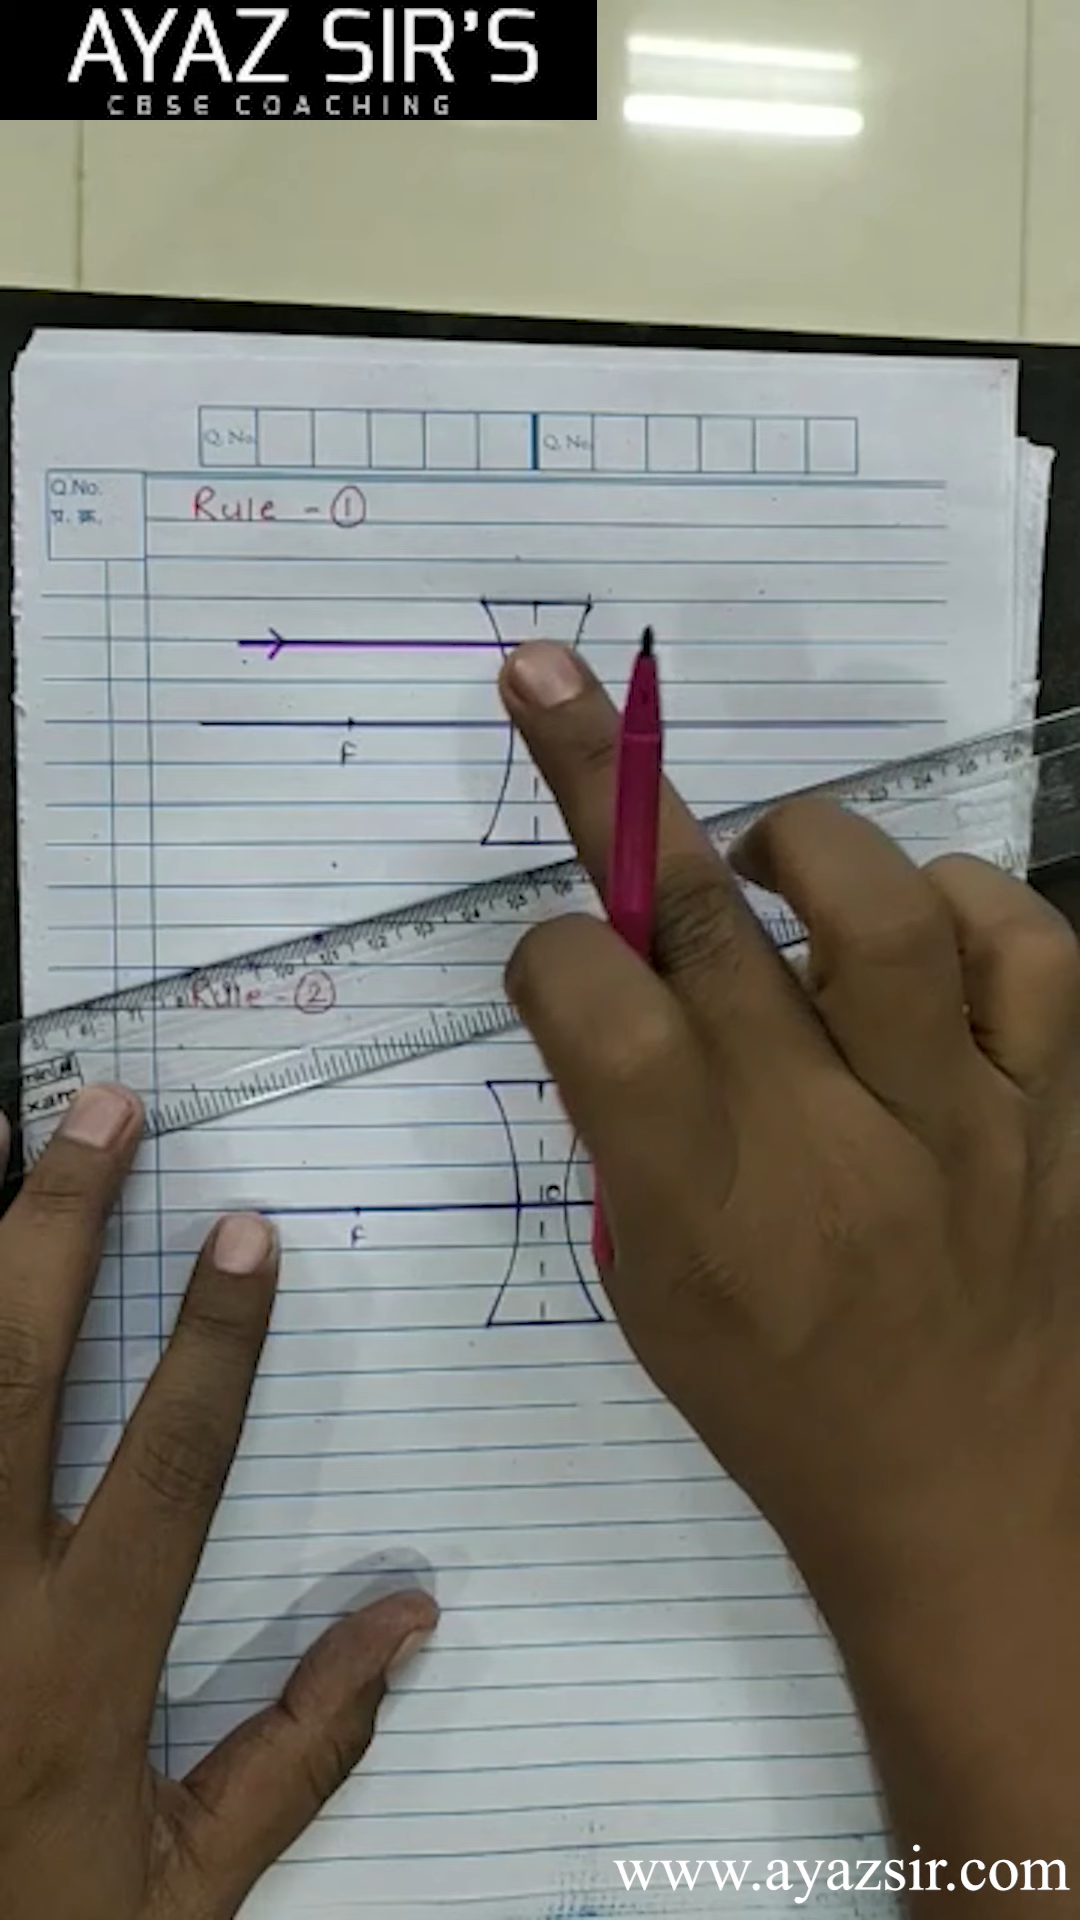 AYAZ SIR'S
CBSE COACHING
Q. No. Q. No.
Q.No.
प्र. क्र.
Rule - ①
F
Rule - ②
O
F
www.ayazsir.com